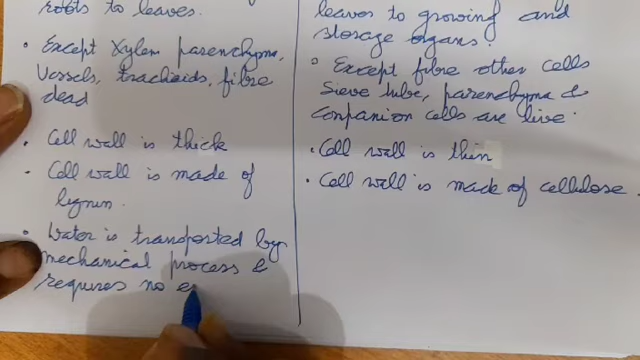 roots to leaves.
• Except Xylem parenchyma,
Vessels, tracheids, fibre
dead
• Cell wall is thick
• Cell wall is made of
lignin.
• Water is transported by
mechanical process &
requires no e
leaves to growing and
storage organs.
• Except fibre other cells
Sieve tube, parenchyma &
Companion cells are live.
• Cell wall is thin
• Cell wall is made of cellulose.